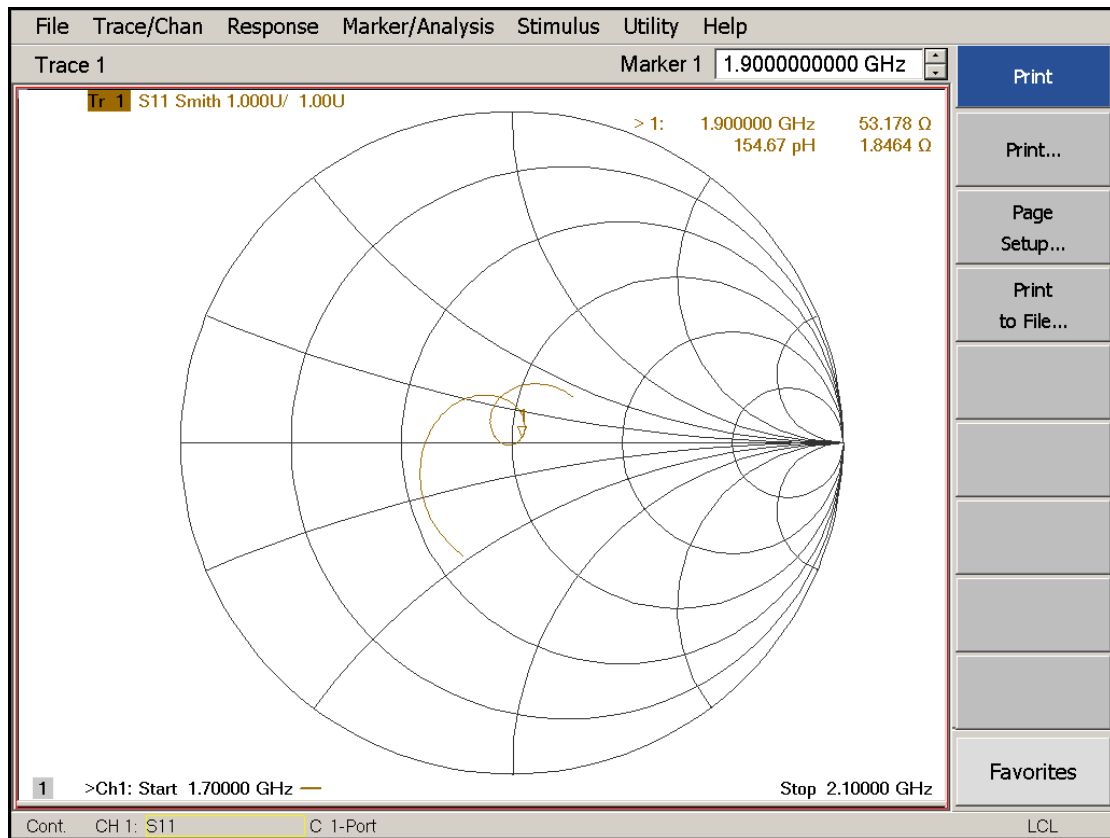 File Trace/Chan Response Marker/Analysis Stimulus Utility Help
Trace 1 Marker 1 1.9000000000 GHz
Print
Tr 1 S11 Smith 1.000U/ 1.00U
> 1: 1.900000 GHz 53.178 Ω
154.67 pH 1.8464 Ω
Print...
Page
Setup...
Print
to File...
1
1 >Ch1: Start 1.70000 GHz — Stop 2.10000 GHz
Favorites
Cont. CH 1: S11 C 1-Port LCL